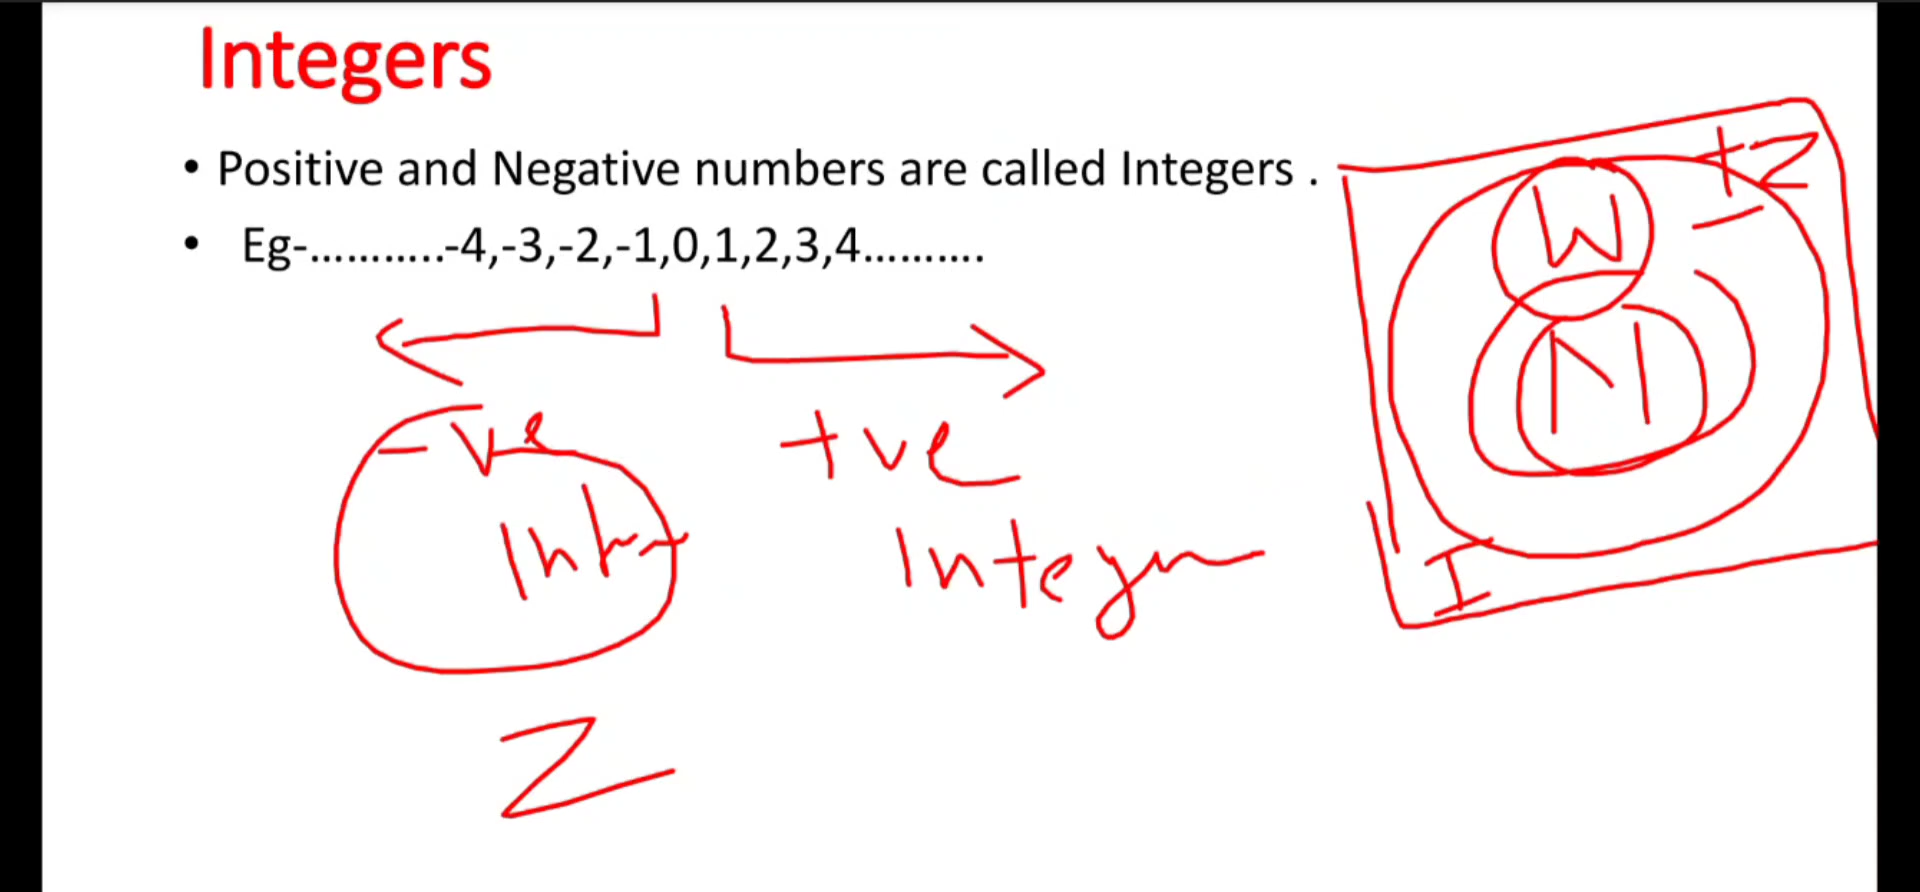 Integers
• Positive and Negative numbers are called Integers .
• Eg-...........-4,-3,-2,-1,0,1,2,3,4..........
-ve
+ve
Z
W
N
I
+Z